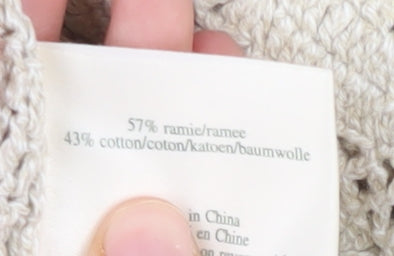 57% ramie/ramee
43% cotton/coton/katoen/baumwolle
in China
en Chine